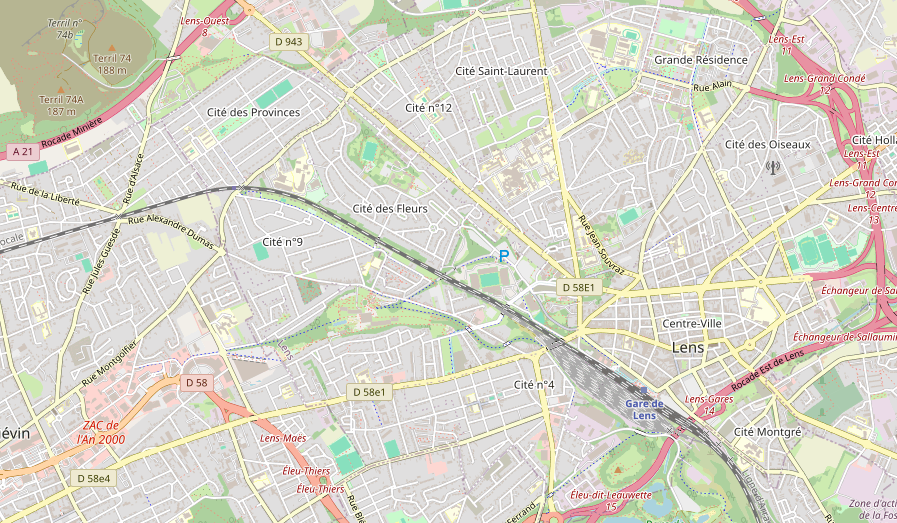 Terril n°
74b
Lens-Ouest
8
D 943
Terril 74
188 m
Terril 74A
187 m
Cité Saint-Laurent
Grande Résidence
Lens-Est
11
Lens-Grand Condé
12
Rue Alain
Cité n°12
Cité des Provinces
Rocade Minière
A 21
Cité des Oiseaux
Lens-Est
11
Rue d'Alsace
Rue de la Liberté
Lens-Grand Con
12
Cité des Fleurs
Lens-Centre
13
Rue Alexandre Dumas
Rue Jean Souvraz
Cité n°9
Rue Jules Guesde
P
D 58E1
Échangeur de Sal
Centre-Ville
Lens
Échangeur de Sallaumin
Lens
Rue Montgolfier
Rocade Est de Lens
D 58
D 58e1
Cité n°4
Gare de
Lens
Lens-Gares
14
ZAC de
l'An 2000
évin
Lens-Maës
Cité Montgré
D 58e4
Éleu-Thiers
Éleu-Thiers
Éleu-dit-Leauwette
15
Ferrand
Zone d'acti
de la Fos